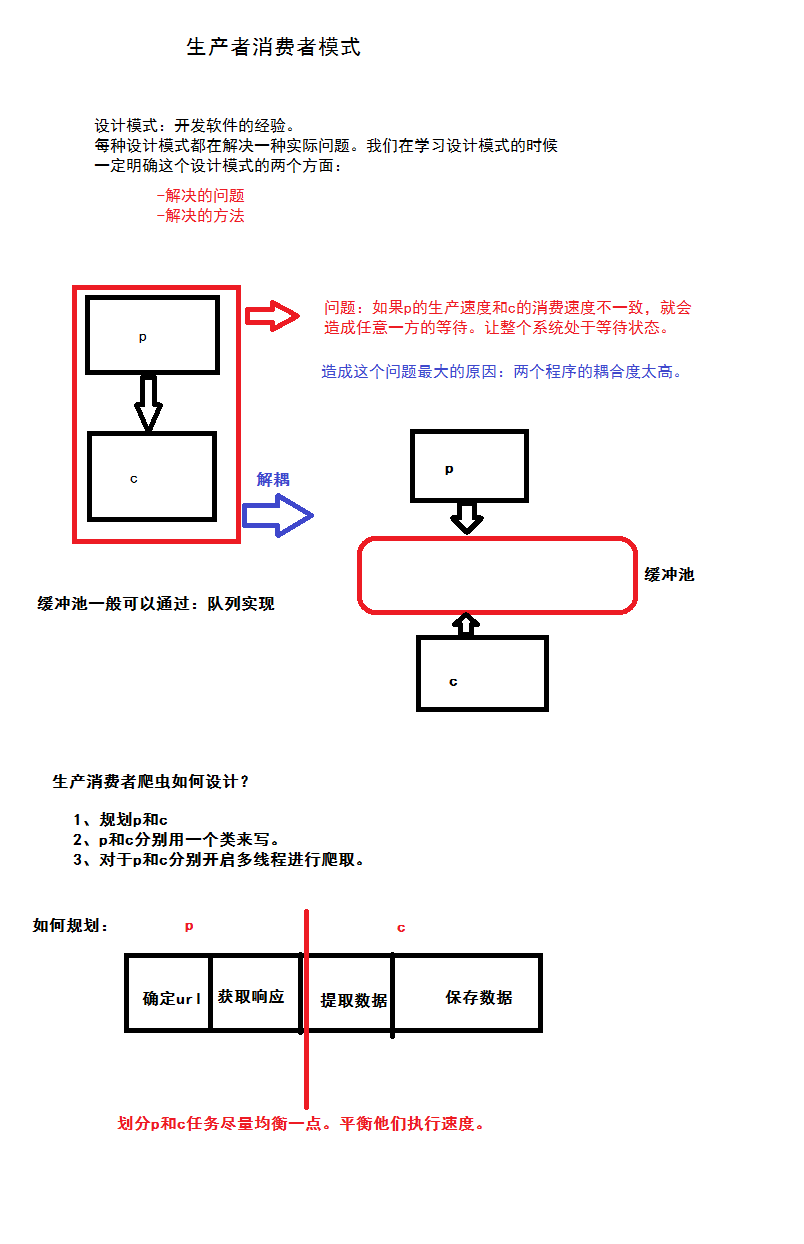 生产者消费者模式
设计模式：开发软件的经验。
每种设计模式都在解决一种实际问题。我们在学习设计模式的时候
一定明确这个设计模式的两个方面：
-解决的问题
-解决的方法
p
问题：如果p的生产速度和c的消费速度不一致，就会
造成任意一方的等待。让整个系统处于等待状态。
造成这个问题最大的原因：两个程序的耦合度太高。
c
解耦
p
缓冲池
缓冲池一般可以通过：队列实现
c
生产消费者爬虫如何设计？
1、规划p和c
2、p和c分别用一个类来写。
3、对于p和c分别开启多线程进行爬取。
如何规划：
p
c
确定url
获取响应
提取数据
保存数据
划分p和c任务尽量均衡一点。平衡他们执行速度。